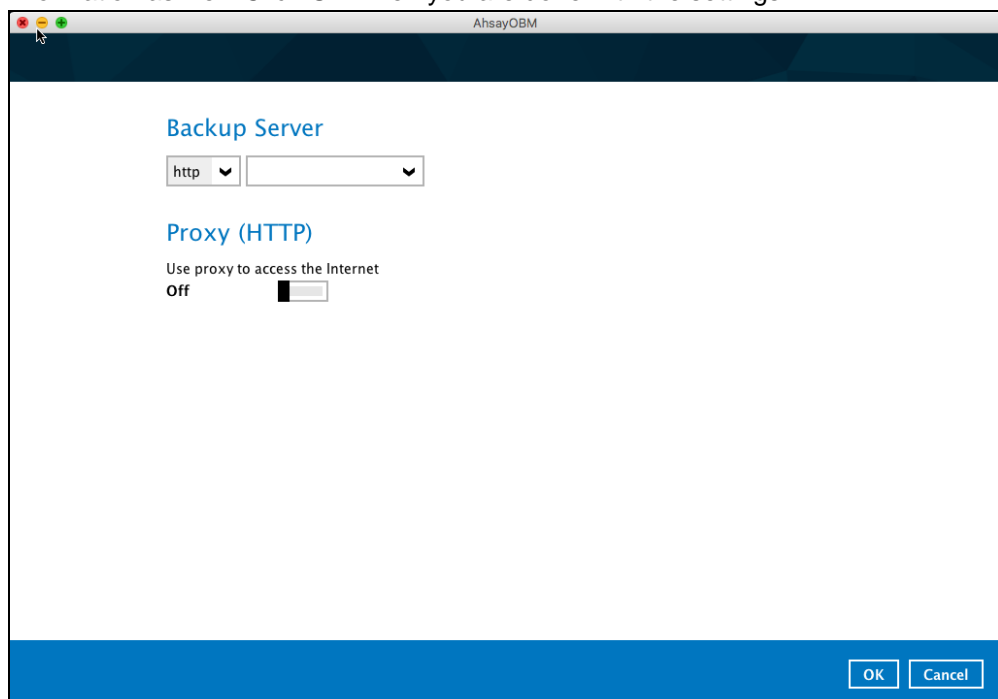 AhsayOBM
Backup Server
http
Proxy (HTTP)
Use proxy to access the Internet
Off
OK Cancel